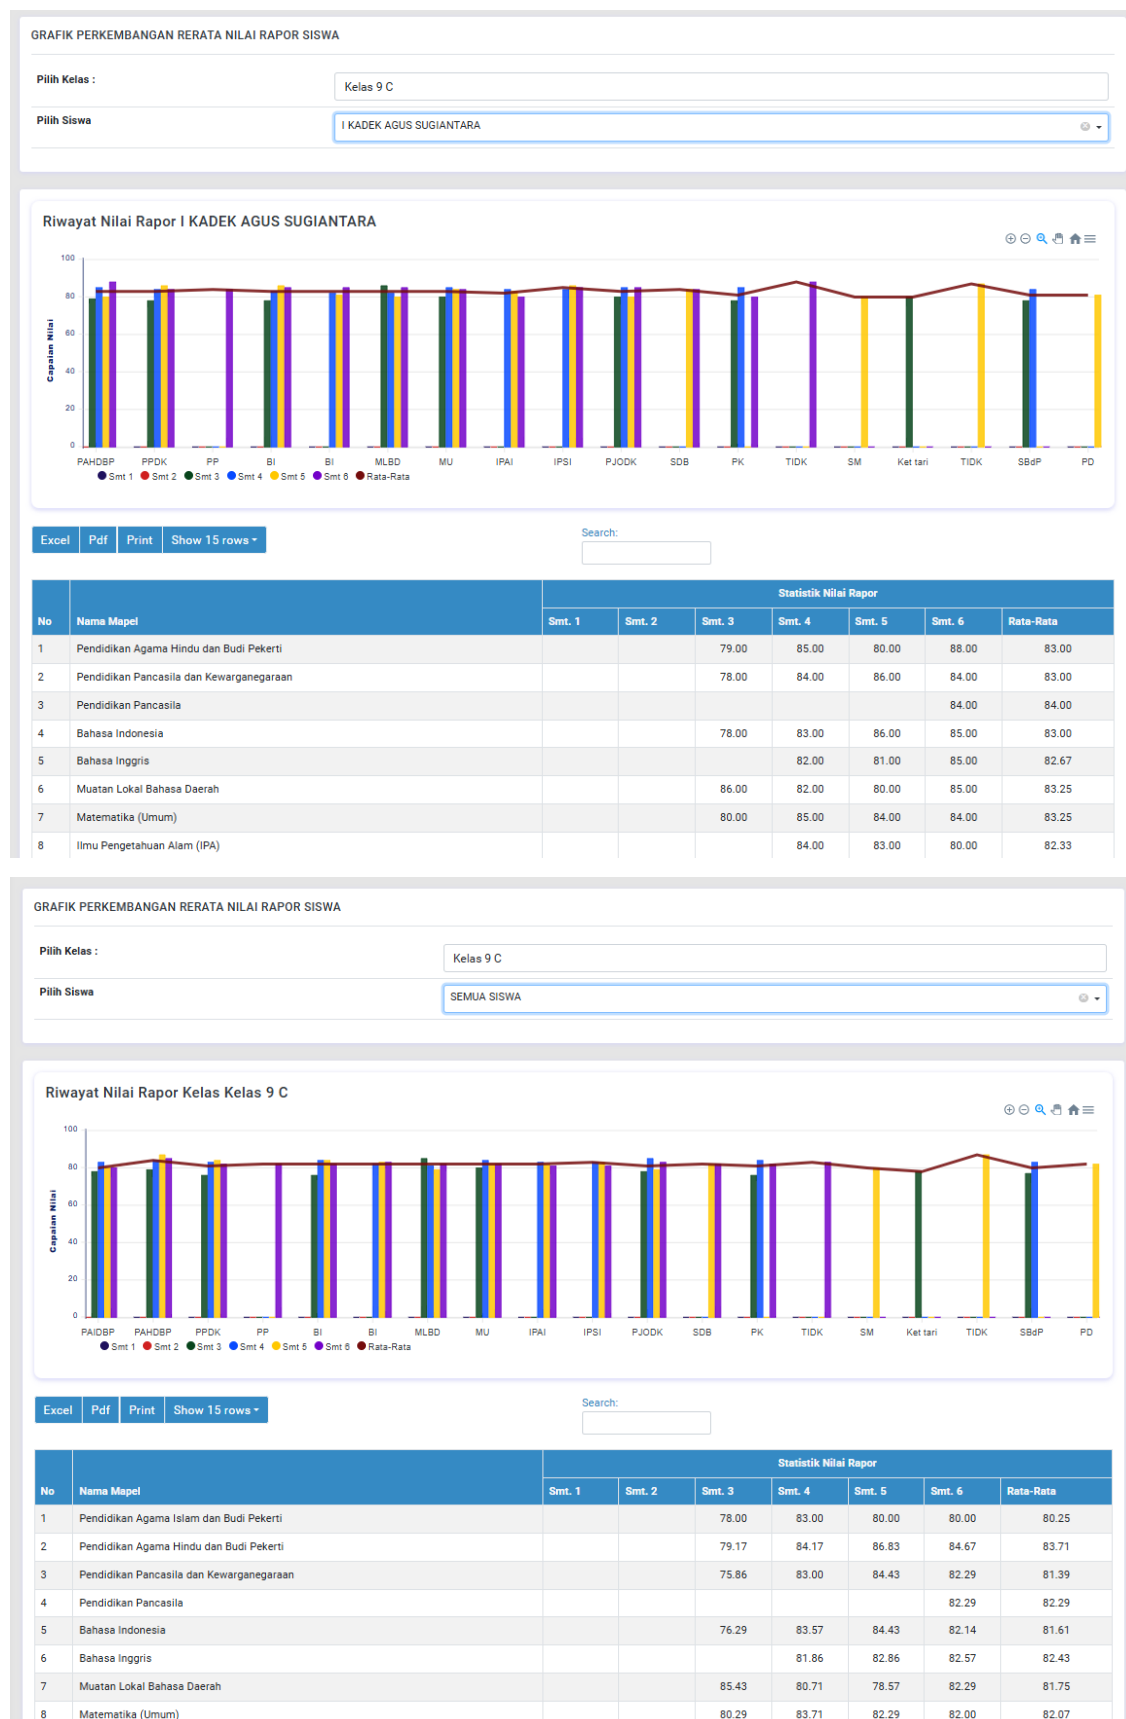 GRAFIK PERKEMBANGAN RERATA NILAI RAPOR SISWA
Pilih Kelas :
Kelas 9 C
Pilih Siswa
I KADEK AGUS SUGIANTARA
Riwayat Nilai Rapor I KADEK AGUS SUGIANTARA
100
80
60
40
20
0
Capaian Nilai
PAHDBP PPDK PP BI BI MLBD MU IPAI IPSI PJODK SDB PK TIDK SM Ket tari TIDK SBdP PD
Smt 1 Smt 2 Smt 3 Smt 4 Smt 5 Smt 6 Rata-Rata
Excel Pdf Print Show 15 rows
Search:
Statistik Nilai Rapor
No Nama Mapel Smt. 1 Smt. 2 Smt. 3 Smt. 4 Smt. 5 Smt. 6 Rata-Rata
1 Pendidikan Agama Hindu dan Budi Pekerti 79.00 85.00 80.00 88.00 83.00
2 Pendidikan Pancasila dan Kewarganegaraan 78.00 84.00 86.00 84.00 83.00
3 Pendidikan Pancasila 84.00 84.00
4 Bahasa Indonesia 78.00 83.00 86.00 85.00 83.00
5 Bahasa Inggris 82.00 81.00 85.00 82.67
6 Muatan Lokal Bahasa Daerah 86.00 82.00 80.00 85.00 83.25
7 Matematika (Umum) 80.00 85.00 84.00 84.00 83.25
8 Ilmu Pengetahuan Alam (IPA) 84.00 83.00 80.00 82.33
GRAFIK PERKEMBANGAN RERATA NILAI RAPOR SISWA
Pilih Kelas :
Kelas 9 C
Pilih Siswa
SEMUA SISWA
Riwayat Nilai Rapor Kelas Kelas 9 C
100
80
60
40
20
0
Capaian Nilai
PAIDBP PAHDBP PPDK PP BI BI MLBD MU IPAI IPSI PJODK SDB PK TIDK SM Ket tari TIDK SBdP PD
Smt 1 Smt 2 Smt 3 Smt 4 Smt 5 Smt 6 Rata-Rata
Excel Pdf Print Show 15 rows
Search:
Statistik Nilai Rapor
No Nama Mapel Smt. 1 Smt. 2 Smt. 3 Smt. 4 Smt. 5 Smt. 6 Rata-Rata
1 Pendidikan Agama Islam dan Budi Pekerti 78.00 83.00 80.00 80.00 80.25
2 Pendidikan Agama Hindu dan Budi Pekerti 79.17 84.17 86.83 84.67 83.71
3 Pendidikan Pancasila dan Kewarganegaraan 75.86 83.00 84.43 82.29 81.39
4 Pendidikan Pancasila 82.29 82.29
5 Bahasa Indonesia 76.29 83.57 84.43 82.14 81.61
6 Bahasa Inggris 81.86 82.86 82.57 82.43
7 Muatan Lokal Bahasa Daerah 85.43 80.71 78.57 82.29 81.75
8 Matematika (Umum) 80.29 83.71 82.29 82.00 82.07